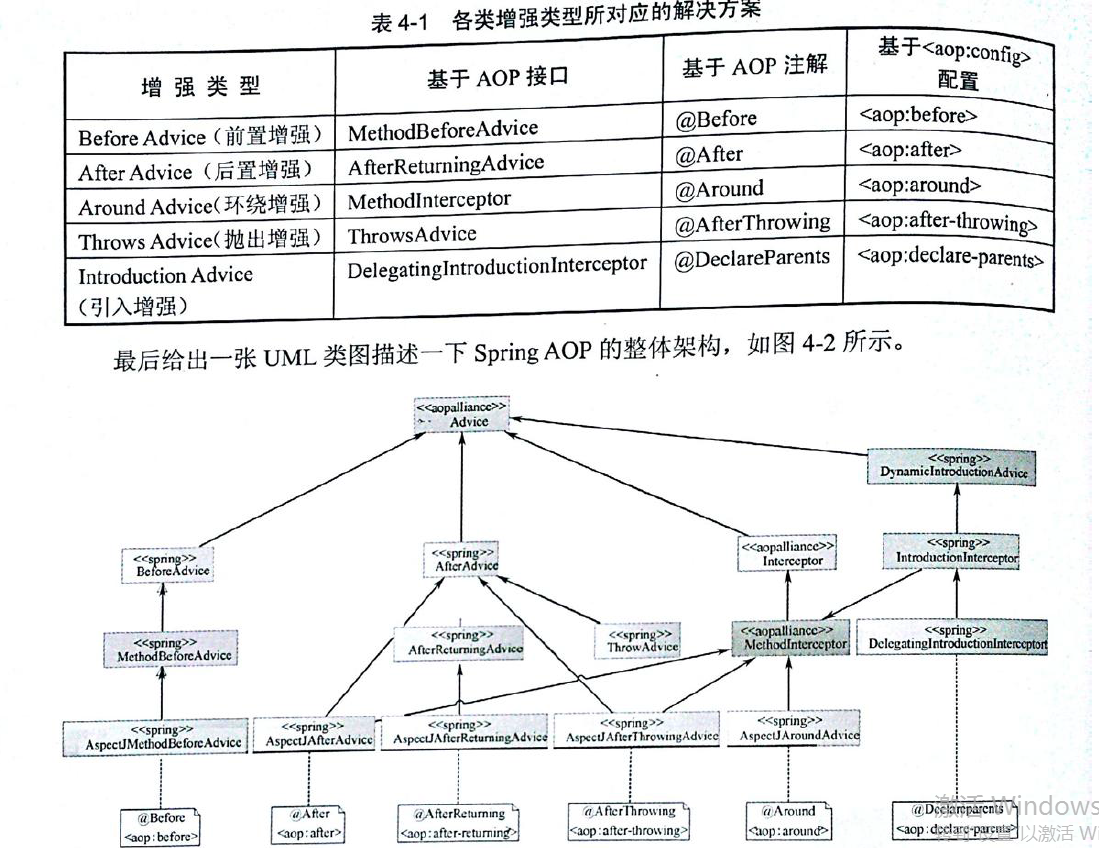 表 4-1 各类增强类型所对应的解决方案
增强类型 基于 AOP 接口 基于 AOP 注解 基于<aop:config>
配置
Before Advice（前置增强） MethodBeforeAdvice @Before <aop:before>
After Advice（后置增强） AfterReturningAdvice @After <aop:after>
Around Advice（环绕增强） MethodInterceptor @Around <aop:around>
Throws Advice（抛出增强） ThrowsAdvice @AfterThrowing <aop:after-throwing>
Introduction Advice DelegatingIntroductionInterceptor @DeclareParents <aop:declare-parents>
（引入增强）
最后给出一张 UML 类图描述一下 Spring AOP 的整体架构，如图 4-2 所示。
<<aopalliance>>
Advice
<<spring>>
DynamicIntroductionAdvice
<<spring>>
BeforeAdvice
<<spring>>
AfterAdvice
<<aopalliance>>
Interceptor
<<spring>>
IntroductionInterceptor
<<spring>>
MethodBeforeAdvice
<<spring>>
AfterReturningAdvice
<<spring>>
ThrowAdvice
<<aopalliance>>
MethodInterceptor
<<spring>>
DelegatingIntroductionInterceptort
<<spring>>
AspectJMethodBeforeAdvice
<<spring>>
AspectJAfterAdvice
<<spring>>
AspectJAfterReturningAdvice
<<spring>>
AspectJAfterThrowingAdvice
<<spring>>
AspectJAroundAdvice
@Before
<aop:before>
@After
<aop:after>
@AfterReturning
<aop:after-returning>
@AfterThrowing
<aop:after-throwing>
@Around
<aop:around>
@Declareparents
<aop:declare-parents>
激活 Windows
以激活